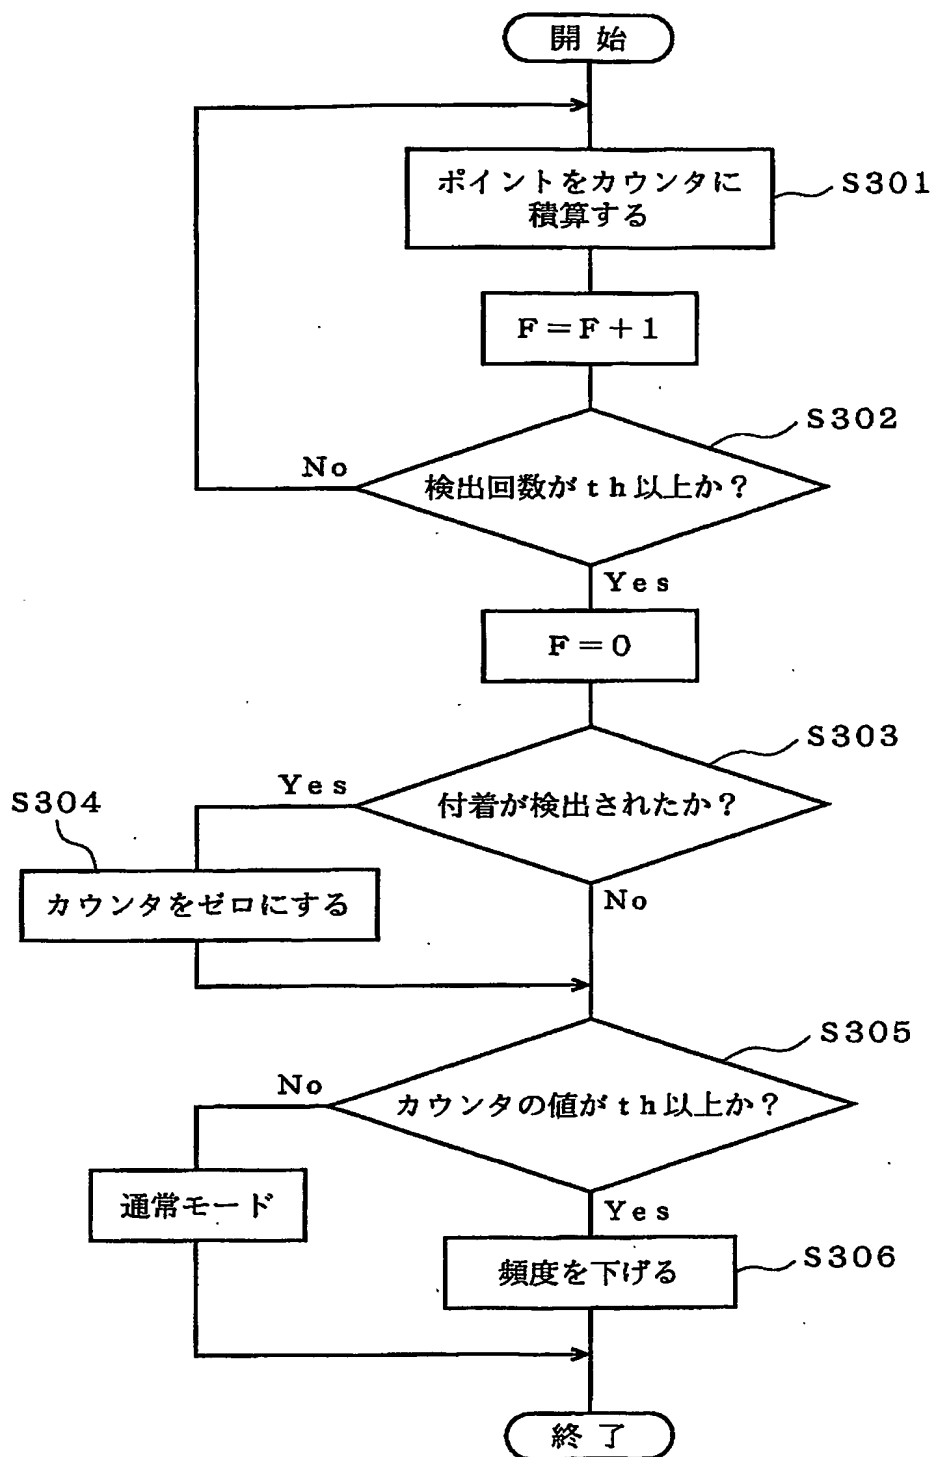 開始
ポイントをカウンタに
積算する
S301
F=F+1
S302
No
検出回数がth以上か?
Yes
F=0
S303
Yes
付着が検出されたか?
S304
カウンタをゼロにする
No
S305
No
カウンタの値がth以上か?
通常モード
Yes
頻度を下げる
S306
終了